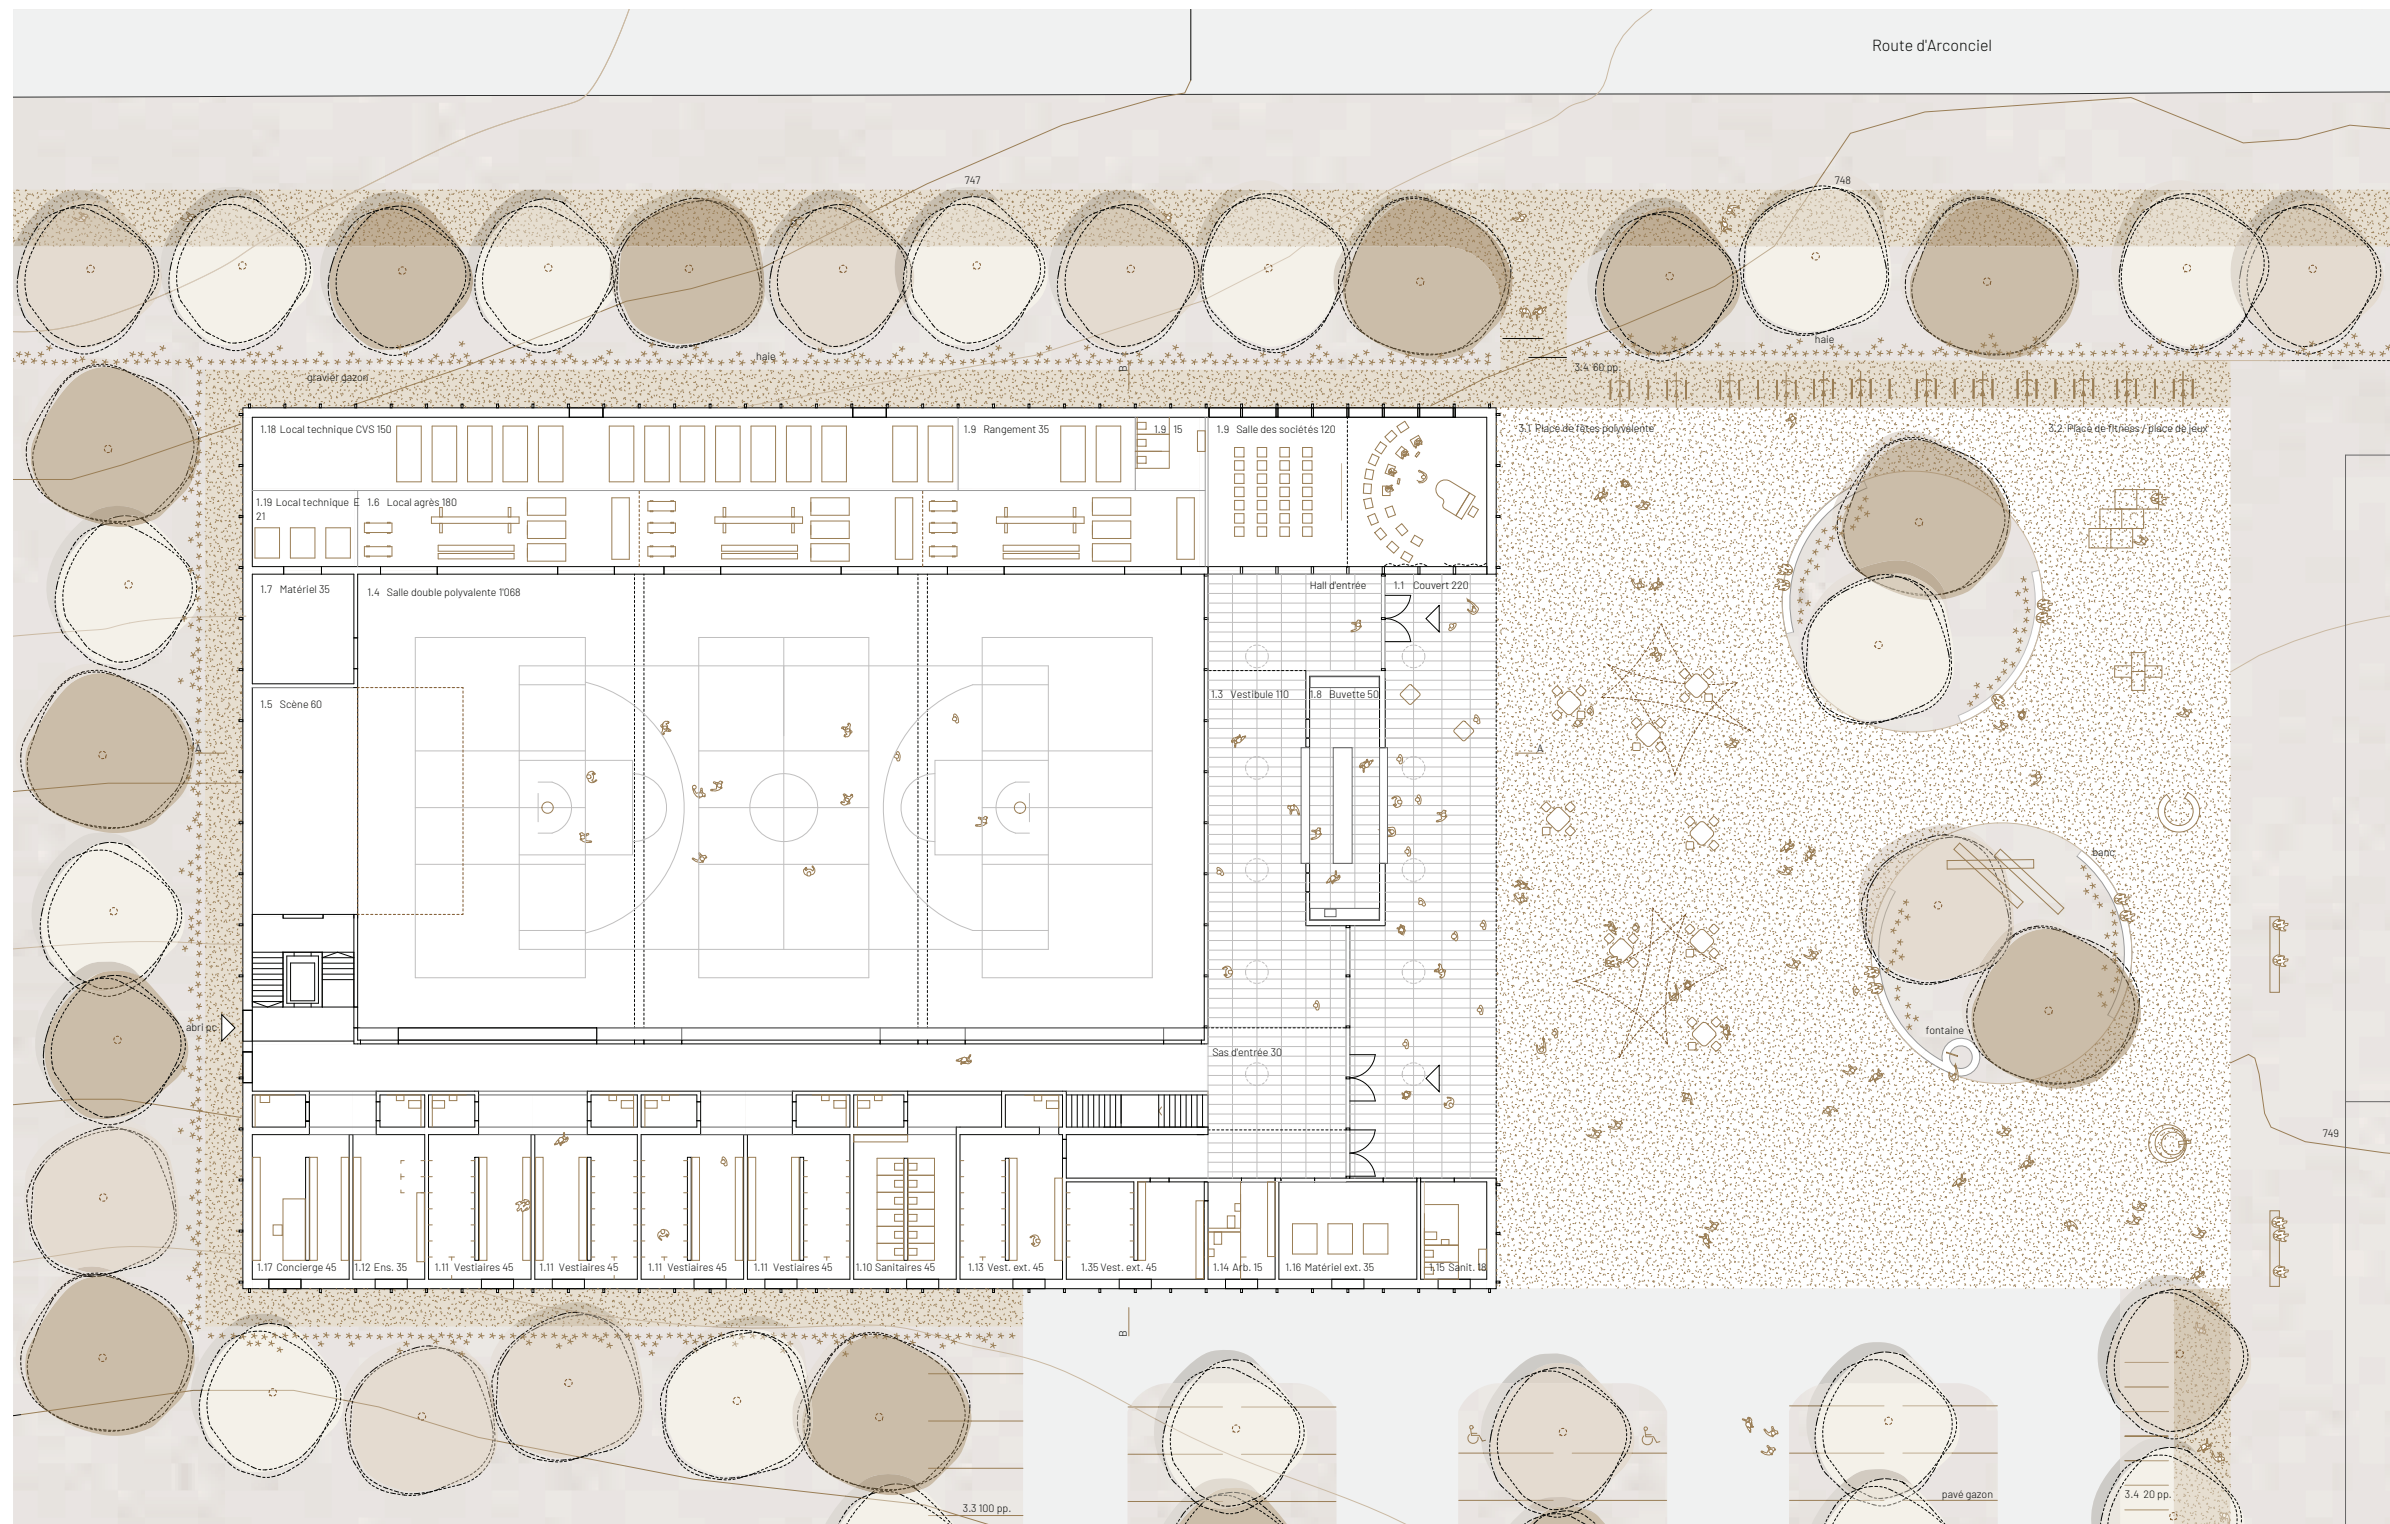 Route d'Arconciel
747
748
haie
haie
gravier gazon
B
3.4 60 pp.
1.18 Local technique CVS 150
1.9 Rangement 35
1.9 15
1.9 Salle des sociétés 120
3.1 Place de fêtes polyvalente
3.2 Place de fitness / place de jeux
1.19 Local technique E
21
1.6 Local agrès 180
1.7 Matériel 35
1.4 Salle double polyvalente 1'068
Hall d'entrée
1.1 Couvert 220
1.5 Scène 60
1.3 Vestibule 110
1.8 Buvette 50
A
A
banc
abri pc
fontaine
Sas d'entrée 30
749
1.17 Concierge 45
1.12 Ens. 35
1.11 Vestiaires 45
1.11 Vestiaires 45
1.11 Vestiaires 45
1.11 Vestiaires 45
1.10 Sanitaires 45
1.13 Vest. ext. 45
1.35 Vest. ext. 45
1.14 Arb. 15
1.16 Matériel ext. 35
1.15 Sanit. 18
B
3.3 100 pp.
pavé gazon
3.4 20 pp.